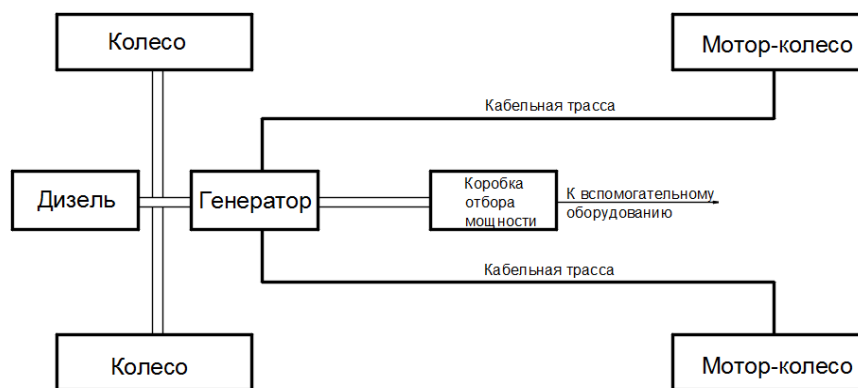 Колесо
Мотор-колесо
Кабельная трасса
Дизель
Генератор
Коробка
отбора
мощности
К вспомогательному
оборудованию
Кабельная трасса
Колесо
Мотор-колесо